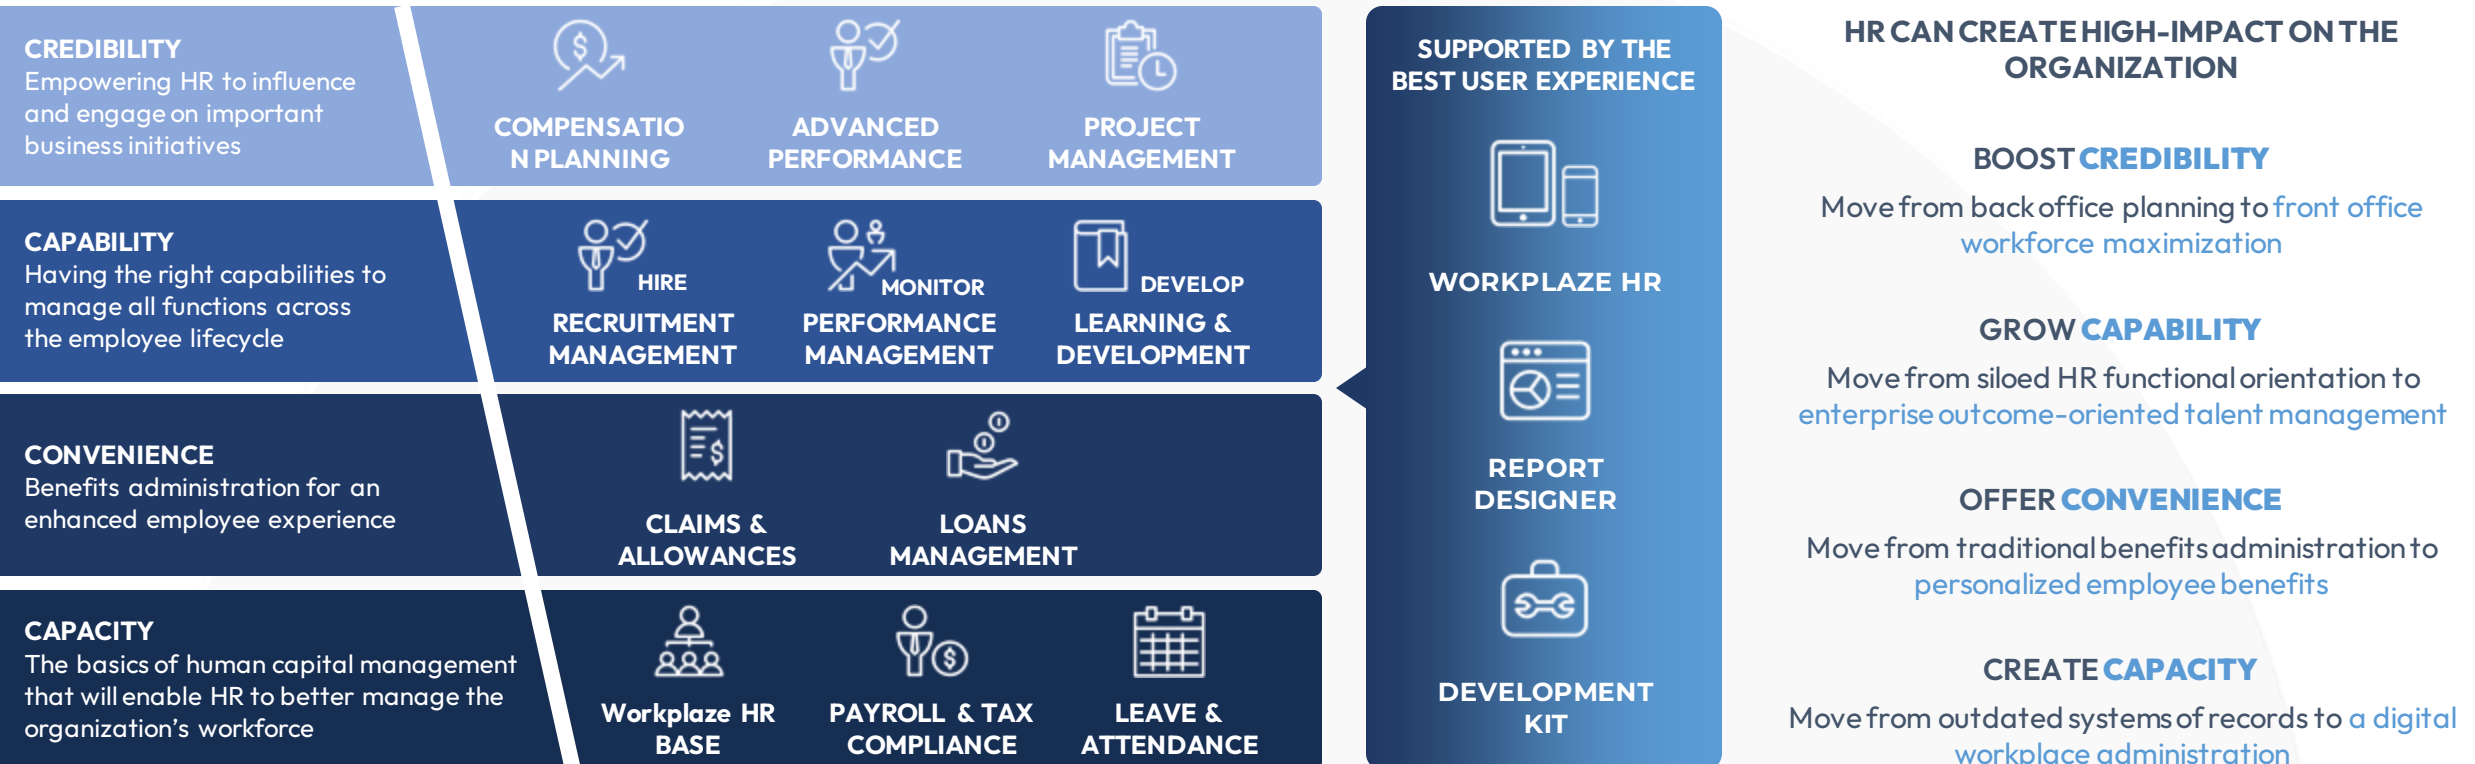 CREDIBILITY
Empowering HR to influence
and engage on important
business initiatives
COMPENSATIO
N PLANNING
ADVANCED
PERFORMANCE
PROJECT
MANAGEMENT
CAPABILITY
Having the right capabilities to
manage all functions across
the employee lifecycle
HIRE
RECRUITMENT
MANAGEMENT
MONITOR
PERFORMANCE
MANAGEMENT
DEVELOP
LEARNING &
DEVELOPMENT
CONVENIENCE
Benefits administration for an
enhanced employee experience
CLAIMS &
ALLOWANCES
LOANS
MANAGEMENT
CAPACITY
The basics of human capital management
that will enable HR to better manage the
organization's workforce
Workplaze HR
BASE
PAYROLL & TAX
COMPLIANCE
LEAVE &
ATTENDANCE
SUPPORTED BY THE
BEST USER EXPERIENCE
WORKPLAZE HR
REPORT
DESIGNER
DEVELOPMENT
KIT
HR CAN CREATE HIGH-IMPACT ON THE
ORGANIZATION
BOOST CREDIBILITY
Move from back office planning to front office
workforce maximization
GROW CAPABILITY
Move from siloed HR functional orientation to
enterprise outcome-oriented talent management
OFFER CONVENIENCE
Move from traditional benefits administration to
personalized employee benefits
CREATE CAPACITY
Move from outdated systems of records to a digital
workplace administration